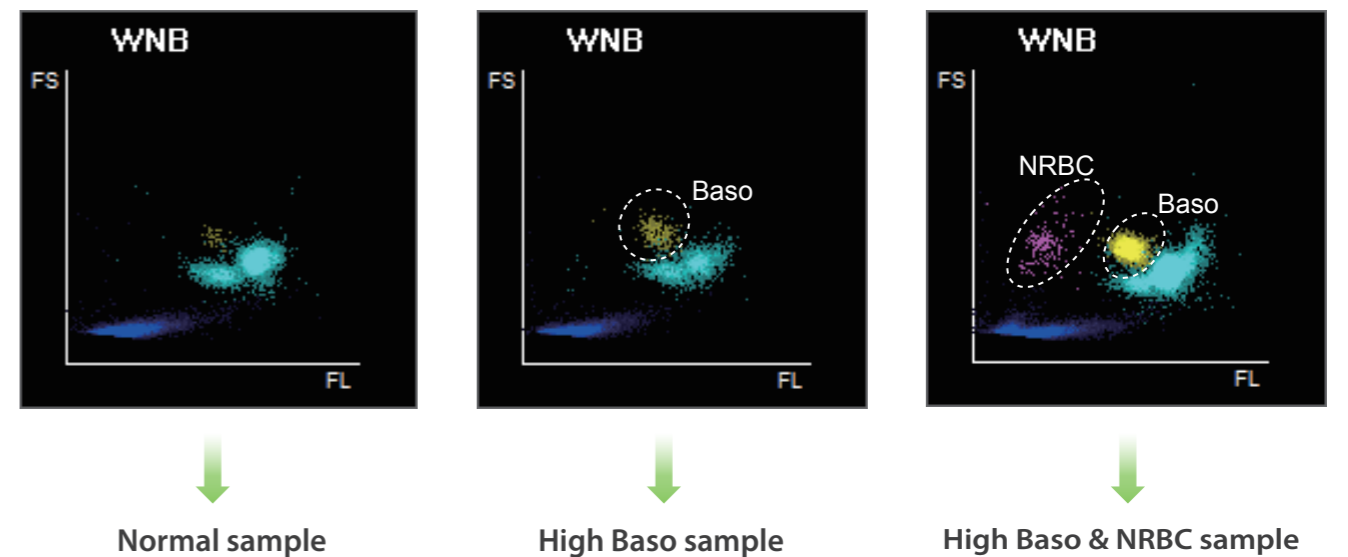 WNB
FS
FL
Normal sample
WNB
FS
Baso
FL
High Baso sample
WNB
FS
NRBC
Baso
FL
High Baso & NRBC sample